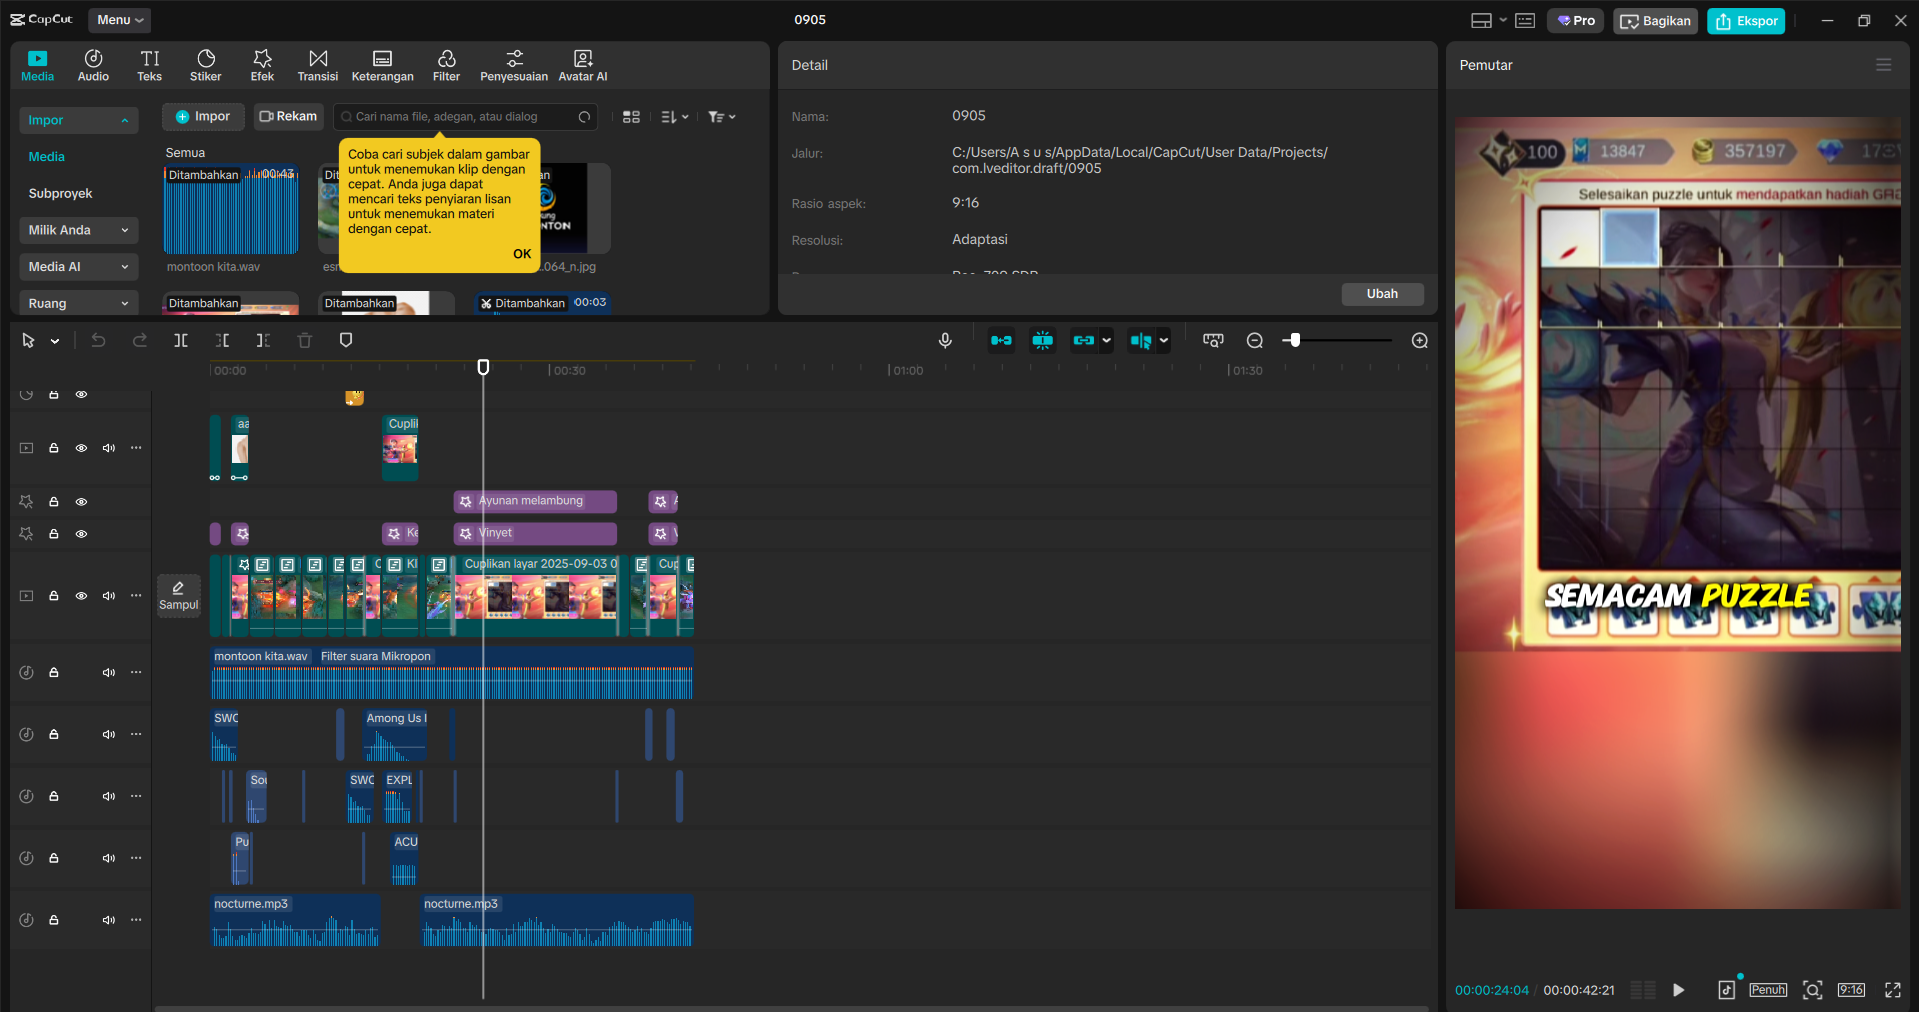 CapCut
Menu
0905
Pro
Bagikan
Ekspor
Media
Audio
Teks
Stiker
Efek
Transisi
Keterangan
Filter
Penyesuaian
Avatar AI
Impor
Media
Subproyek
Milik Anda
Media AI
Ruang
Impor
Rekam
Cari nama file, adegan, atau dialog
Semua
Ditambahkan
00:43
montoon kita.wav
Coba cari subjek dalam gambar
untuk menemukan klip dengan
cepat. Anda juga dapat
mencari teks penyiaran lisan
untuk menemukan materi
dengan cepat.
OK
NTON
.064_n.jpg
Ditambahkan
Ditambahkan
Ditambahkan
00:03
Detail
Nama:
0905
Jalur:
C:/Users/A s u s/AppData/Local/CapCut/User Data/Projects/
com.lveditor.draft/0905
Rasio aspek:
9:16
Resolusi:
Adaptasi
Ubah
Pemutar
100
13847
357197
Selesaikan puzzle untuk mendapatkan hadiah
SEMACAM PUZZLE
00:00:24:04 / 00:00:42:21
Penuh
9:16
00:00
00:30
01:00
01:30
aa
Cuplik
Ayunan melambung
A
Ke
Vinyet
V
Sampul
C
Kl
Cuplikan layar 2025-09-03 0
Cup
montoon kita.wav
Filter suara Mikropon
SWO
Among Us
Sou
SWO
EXPL
Pu
ACU
nocturne.mp3
nocturne.mp3